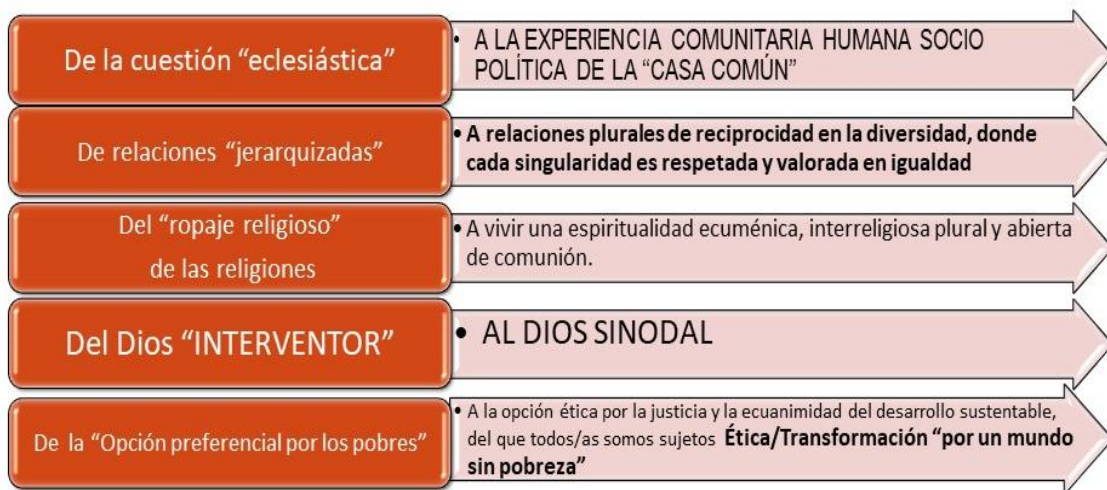 De la cuestión “eclesiástica”
• A LA EXPERIENCIA COMUNITARIA HUMANA SOCIO
POLÍTICA DE LA “CASA COMÚN”
De relaciones “jerarquizadas”
• A relaciones plurales de reciprocidad en la diversidad, donde
cada singularidad es respetada y valorada en igualdad
Del “ropaje religioso”
de las religiones
• A vivir una espiritualidad ecuménica, interreligiosa plural y abierta
de comunión.
Del Dios “INTERVENTOR”
• AL DIOS SINODAL
De la “Opción preferencial por los pobres”
• A la opción ética por la justicia y la ecuanimidad del desarrollo sustentable,
del que todos/as somos sujetos Ética/Transformación “por un mundo
sin pobreza”